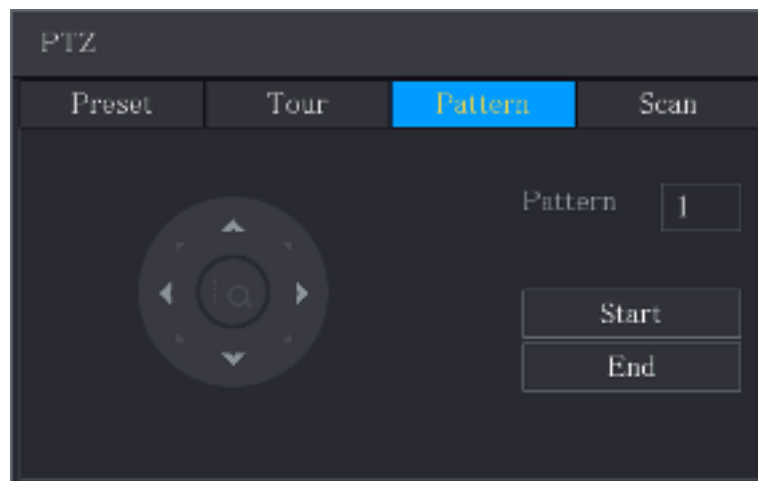 PTZ
Preset Tour Pattern Scan
Pattern 1
Start
End